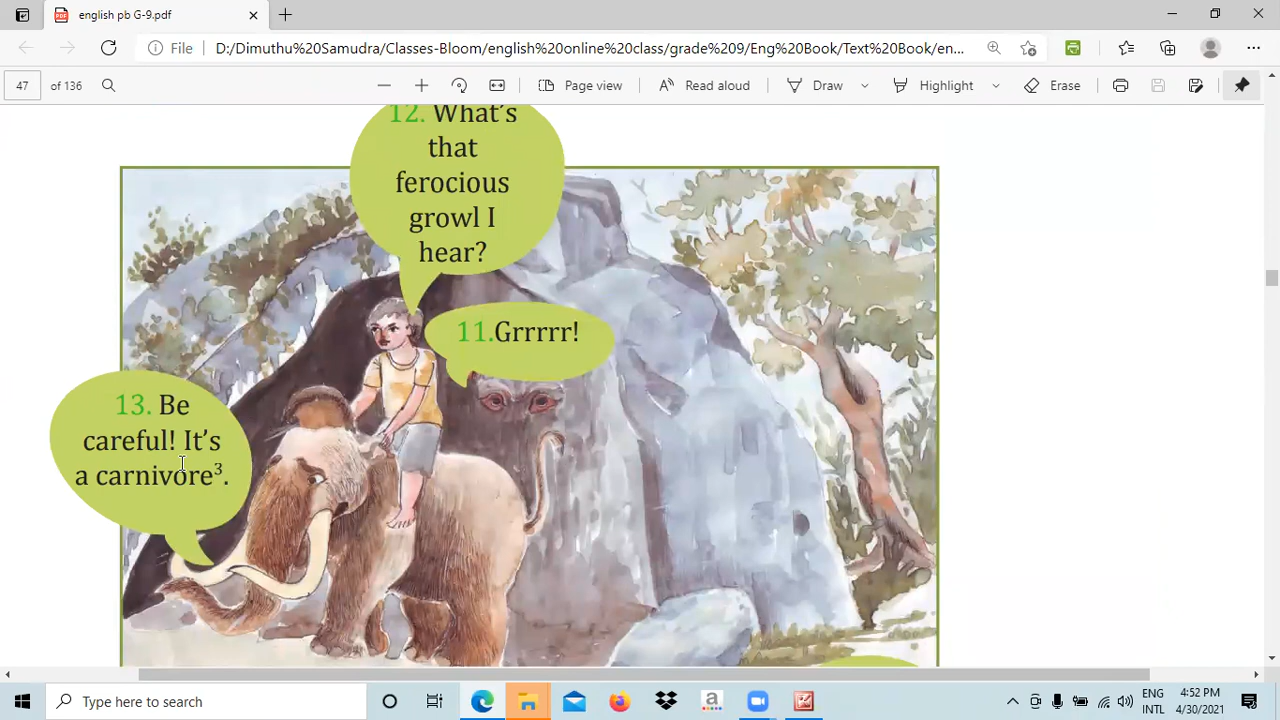 english pb G-9.pdf
File
D:/Dimuthu%20Samudra/Classes-Bloom/english%20online%20class/grade%209/Eng%20Book/Text%20Book/en...
47 of 136
Page view
Read aloud
Draw
Highlight
Erase
12. What's
that
ferocious
growl I
hear?
11.Grrrrr!
13. Be
careful! It's
a carnivore³.
Type here to search
a
ENG
INTL
4:52 PM
4/30/2021